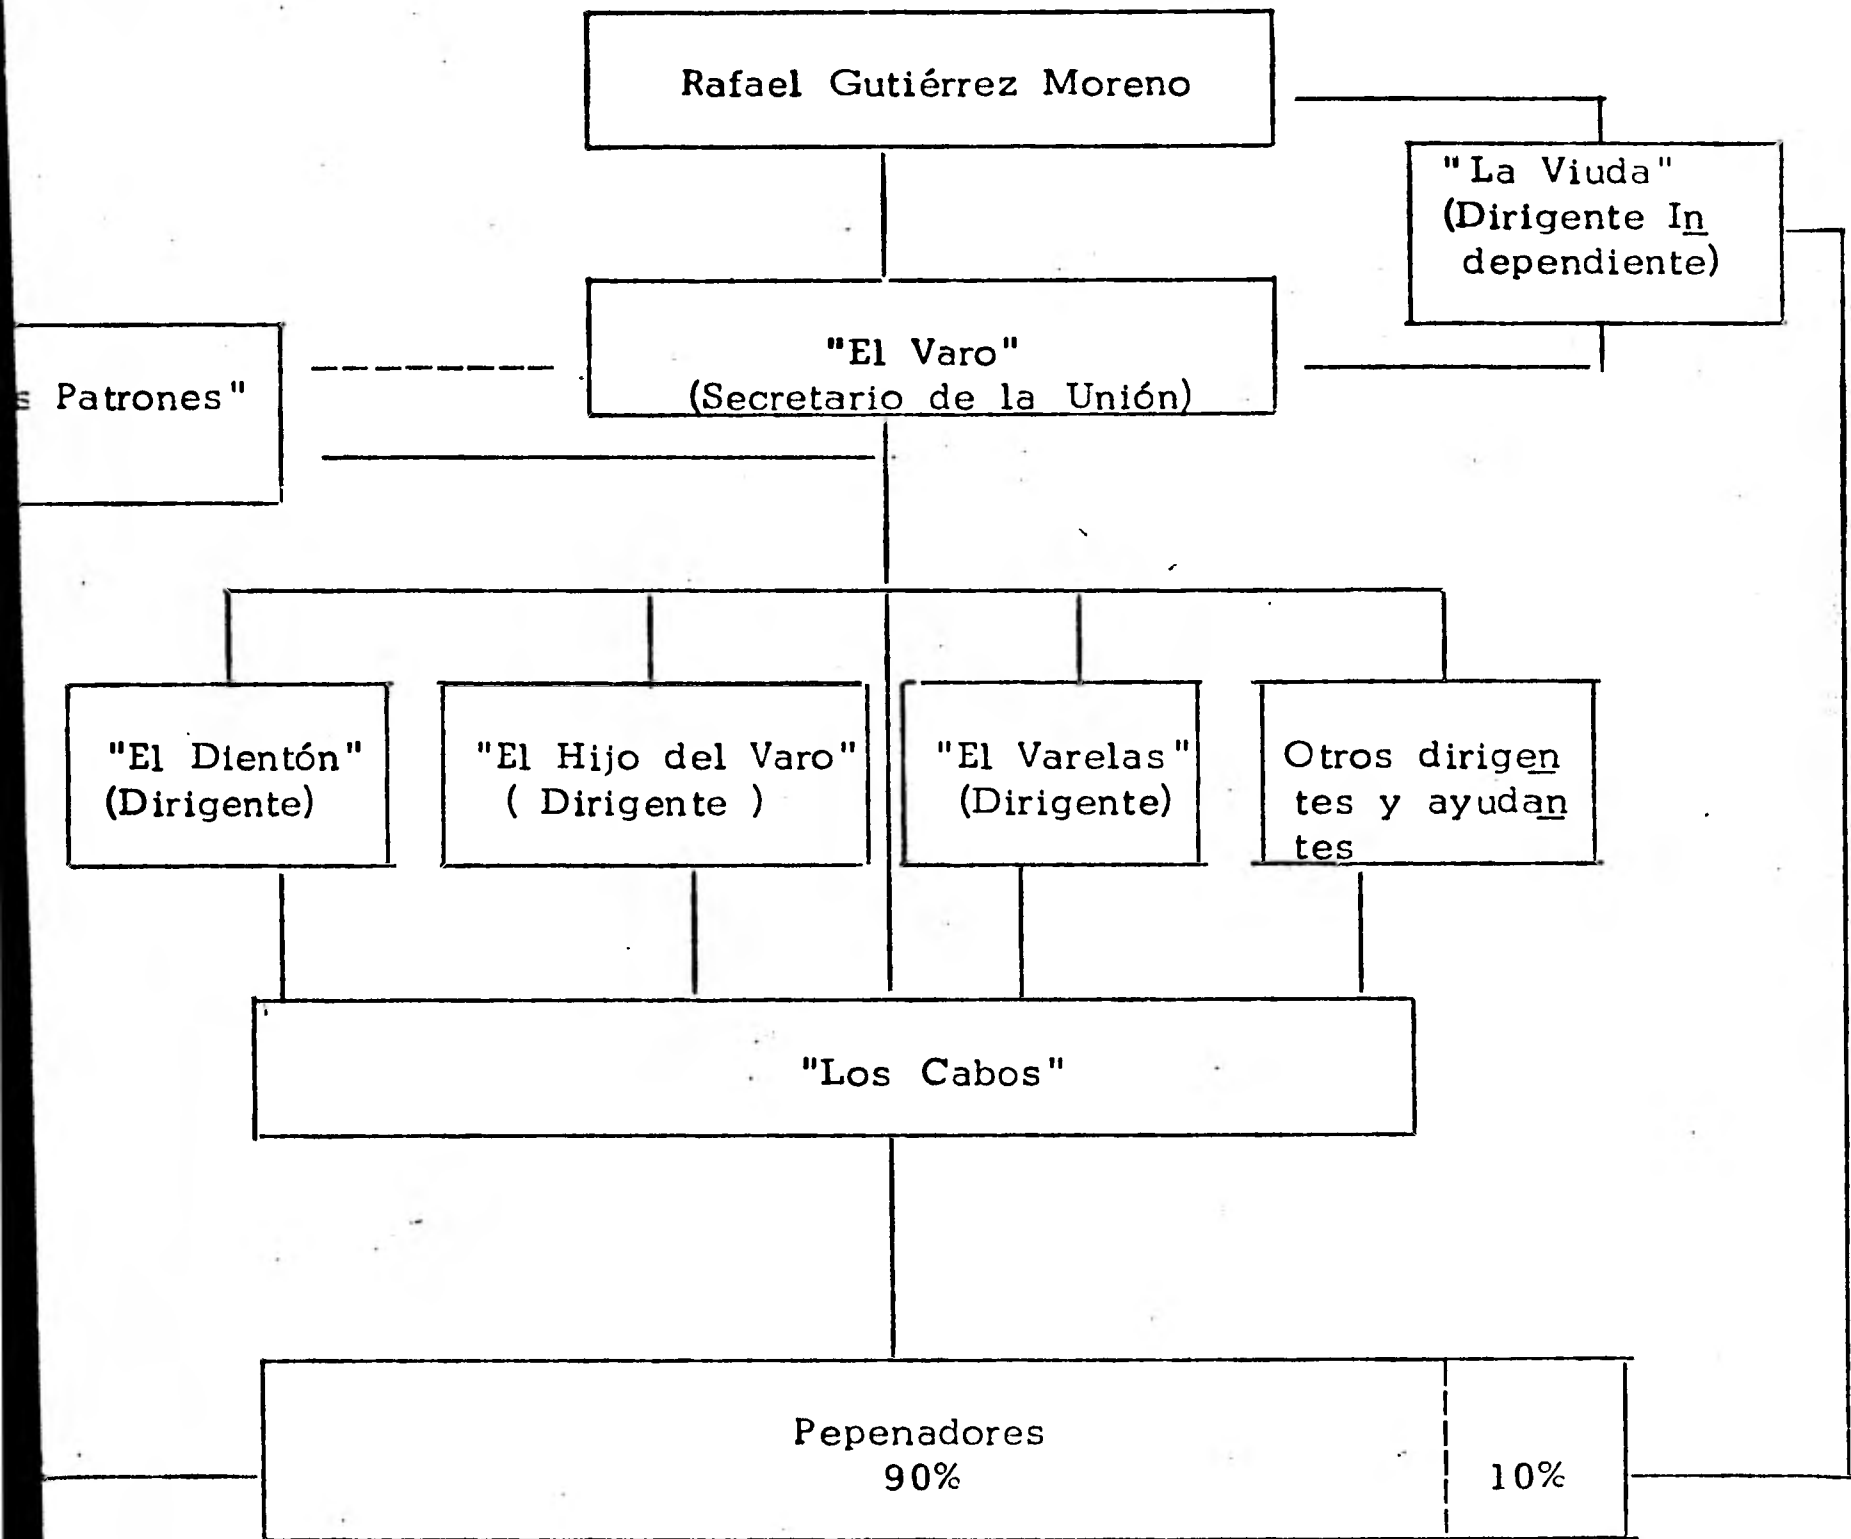 Rafael Gutiérrez Moreno
"La Viuda"
(Dirigente In
dependiente)
"El Varo"
(Secretario de la Unión)
Patrones"
"El Dientón"
(Dirigente)
"El Hijo del Varo"
( Dirigente )
"El Varelas"
(Dirigente)
Otros dirigen
tes y ayudan
tes
"Los Cabos"
Pepenadores
90%
10%